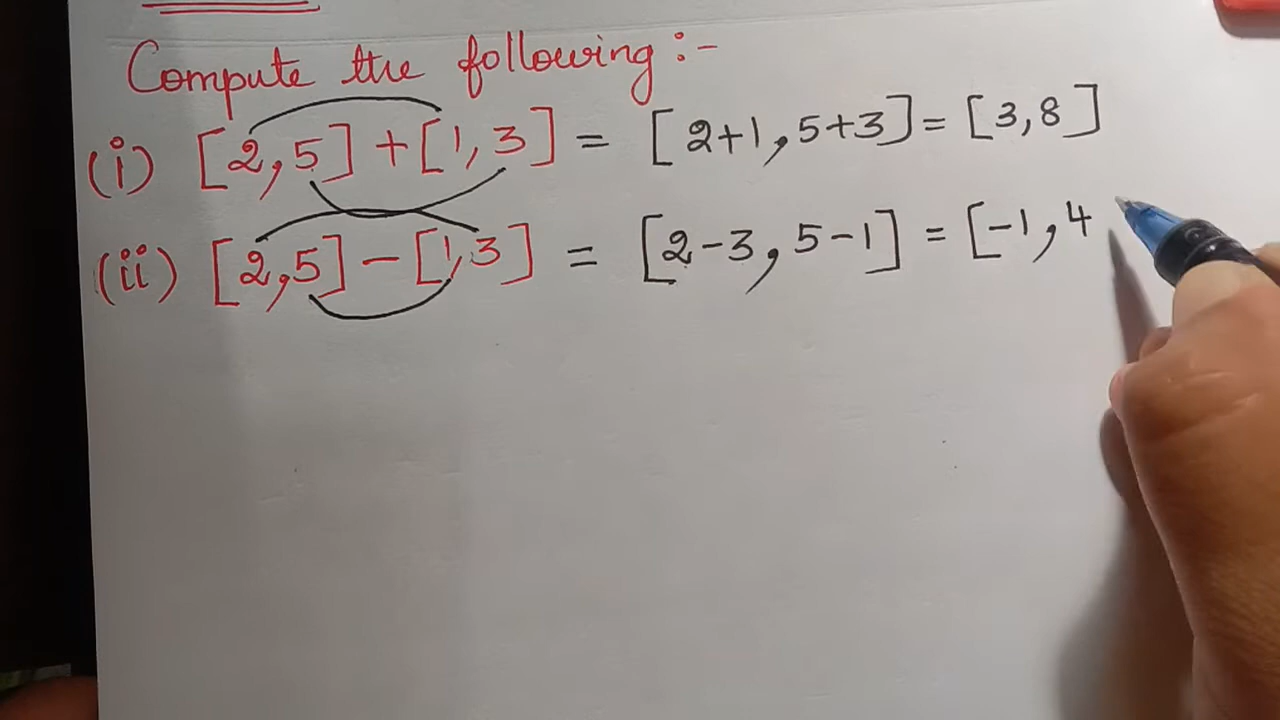 Compute the following :-
(i) [2,5] + [1,3] = [2+1,5+3] = [3,8]
(ii) [2,5] - [1,3] = [2-3,5-1] = [-1,4